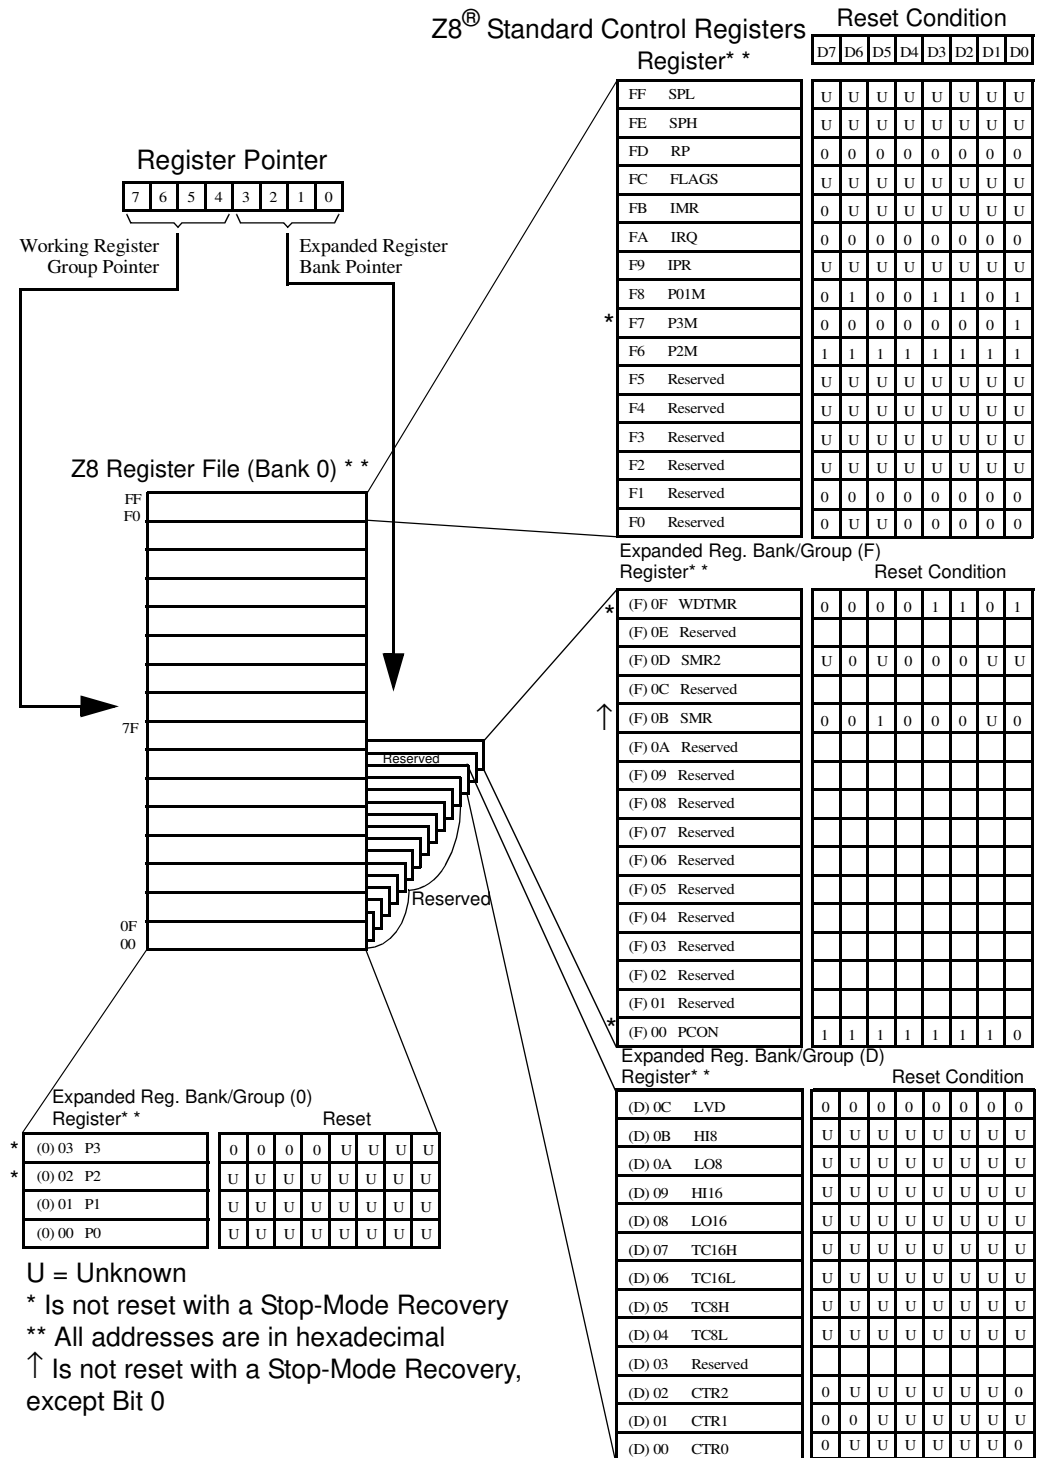 Z8® Standard Control Registers
Reset Condition
Register* *
D7 D6 D5 D4 D3 D2 D1 D0
FF SPL U U U U U U U U
FE SPH U U U U U U U U
FD RP 0 0 0 0 0 0 0 0
FC FLAGS U U U U U U U U
FB IMR 0 U U U U U U U
FA IRQ 0 0 0 0 0 0 0 0
F9 IPR U U U U U U U U
F8 P01M 0 1 0 0 1 1 0 1
* F7 P3M 0 0 0 0 0 0 0 1
F6 P2M 1 1 1 1 1 1 1 1
F5 Reserved U U U U U U U U
F4 Reserved U U U U U U U U
F3 Reserved U U U U U U U U
F2 Reserved U U U U U U U U
F1 Reserved 0 0 0 0 0 0 0 0
F0 Reserved 0 U U 0 0 0 0 0
Register Pointer
7 6 5 4 3 2 1 0
Working Register
Group Pointer
Expanded Register
Bank Pointer
Z8 Register File (Bank 0) * *
FF
F0
7F
0F
00
Reserved
Reserved
Expanded Reg. Bank/Group (F)
Register* * Reset Condition
* (F) 0F WDTMR 0 0 0 0 1 1 0 1
(F) 0E Reserved
(F) 0D SMR2 U 0 U 0 0 0 U U
(F) 0C Reserved
↑ (F) 0B SMR 0 0 1 0 0 0 U 0
(F) 0A Reserved
(F) 09 Reserved
(F) 08 Reserved
(F) 07 Reserved
(F) 06 Reserved
(F) 05 Reserved
(F) 04 Reserved
(F) 03 Reserved
(F) 02 Reserved
(F) 01 Reserved
* (F) 00 PCON 1 1 1 1 1 1 1 0
Expanded Reg. Bank/Group (D)
Register* * Reset Condition
(D) 0C LVD 0 0 0 0 0 0 0 0
(D) 0B HI8 U U U U U U U U
(D) 0A LO8 U U U U U U U U
(D) 09 HI16 U U U U U U U U
(D) 08 LO16 U U U U U U U U
(D) 07 TC16H U U U U U U U U
(D) 06 TC16L U U U U U U U U
(D) 05 TC8H U U U U U U U U
(D) 04 TC8L U U U U U U U U
(D) 03 Reserved
(D) 02 CTR2 0 U U U U U U 0
(D) 01 CTR1 0 0 U U U U U U
(D) 00 CTR0 0 U U U U U U 0
Expanded Reg. Bank/Group (0)
Register* * Reset
* (0) 03 P3 0 0 0 0 U U U U
* (0) 02 P2 U U U U U U U U
(0) 01 P1 U U U U U U U U
(0) 00 P0 U U U U U U U U
U = Unknown
* Is not reset with a Stop-Mode Recovery
** All addresses are in hexadecimal
↑ Is not reset with a Stop-Mode Recovery,
except Bit 0